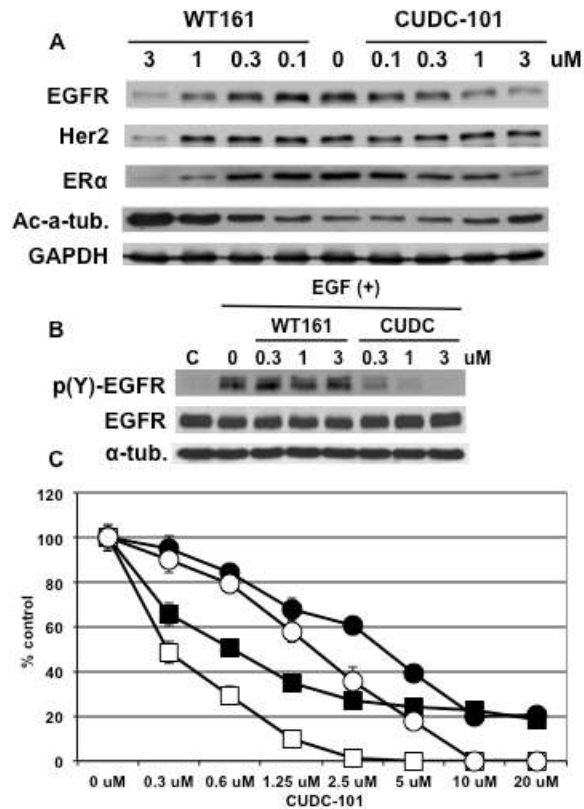 A
WT161 CUDC-101
3 1 0.3 0.1 0 0.1 0.3 1 3 uM
EGFR
Her2
ERα
Ac-a-tub.
GAPDH
EGF (+)
B
WT161 CUDC
C 0 0.3 1 3 0.3 1 3 uM
p(Y)-EGFR
EGFR
α-tub.
C
120
100
80
60
40
20
0
% control
0 uM 0.3 uM 0.6 uM 1.25 uM 2.5 uM 5 uM 10 uM 20 uM
CUDC-101